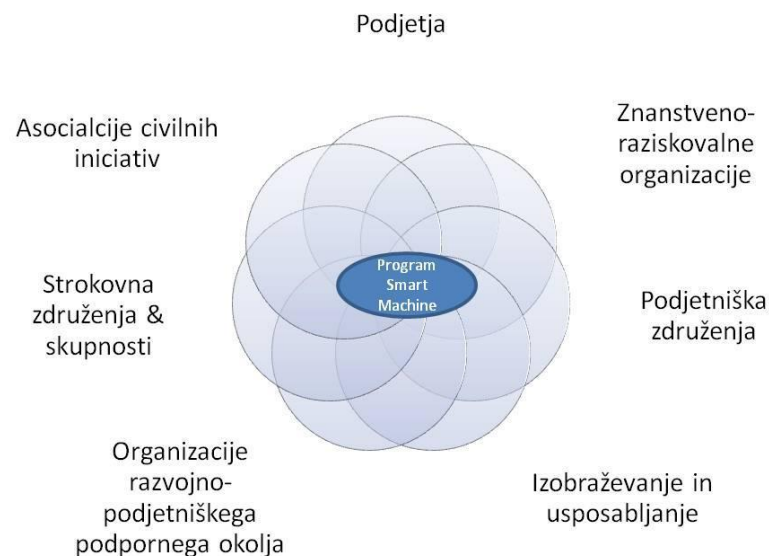 Podjetja
Asocialcije civilnih
iniciativ
Znanstveno-
raziskovalne
organizacije
Program
Smart
Machine
Strokovna
združenja &
skupnosti
Podjetniška
združenja
Organizacije
razvojno-
podjetniškega
podpornega okolja
Izobraževanje in
usposabljanje